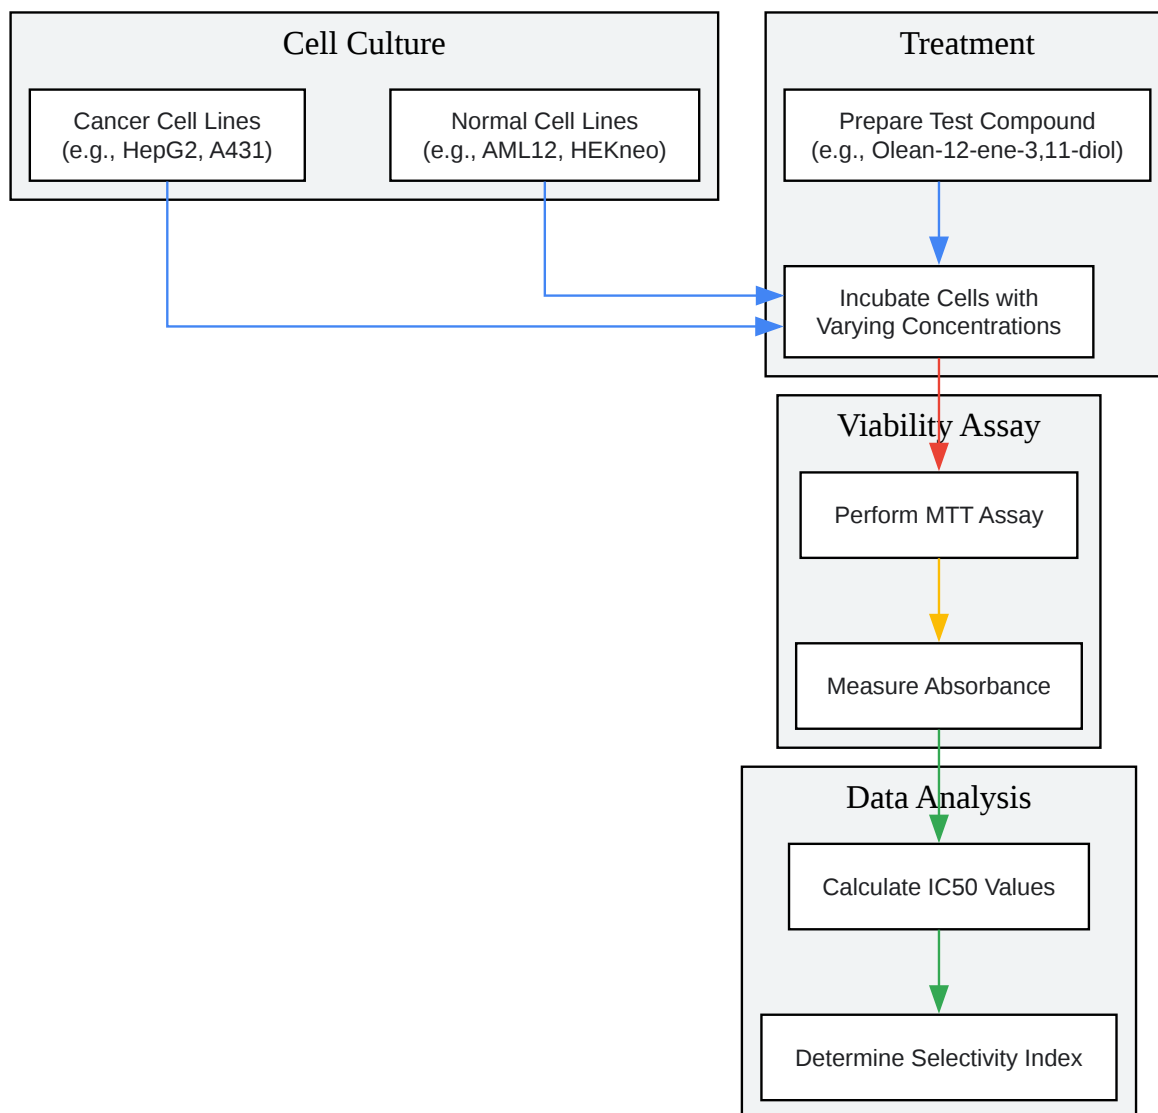 Cell Culture
Cancer Cell Lines
(e.g., HepG2, A431)
Normal Cell Lines
(e.g., AML12, HEKneo)
Treatment
Prepare Test Compound
(e.g., Olean-12-ene-3,11-diol)
Incubate Cells with
Varying Concentrations
Viability Assay
Perform MTT Assay
Measure Absorbance
Data Analysis
Calculate IC50 Values
Determine Selectivity Index